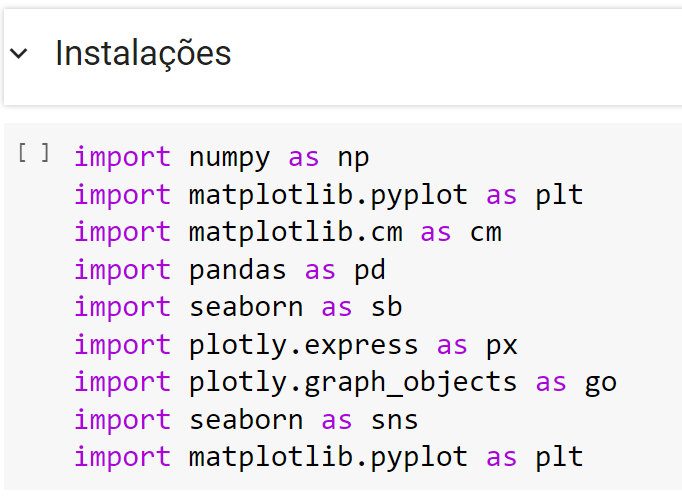 Instalações
[ ] import numpy as np
import matplotlib.pyplot as plt
import matplotlib.cm as cm
import pandas as pd
import seaborn as sb
import plotly.express as px
import plotly.graph_objects as go
import seaborn as sns
import matplotlib.pyplot as plt